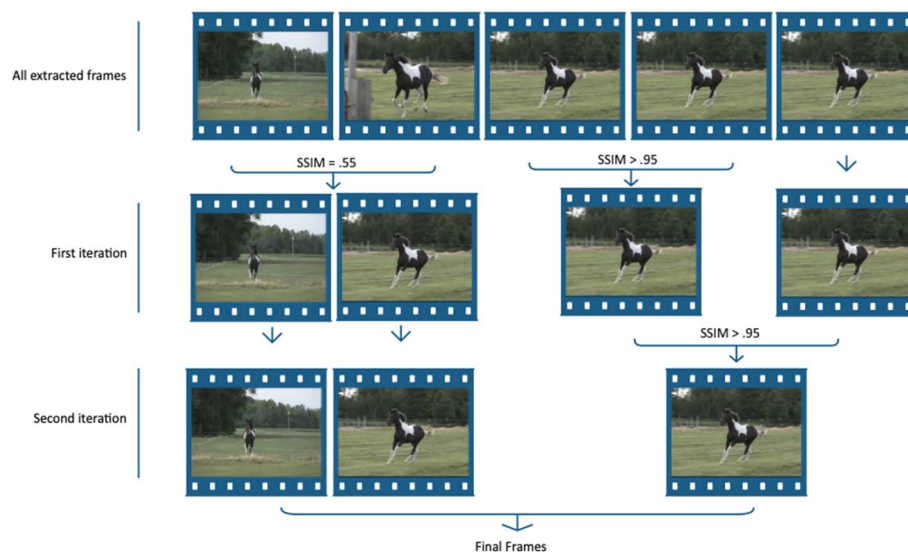 All extracted frames
SSIM = .55
SSIM > .95
First iteration
SSIM > .95
Second iteration
Final Frames